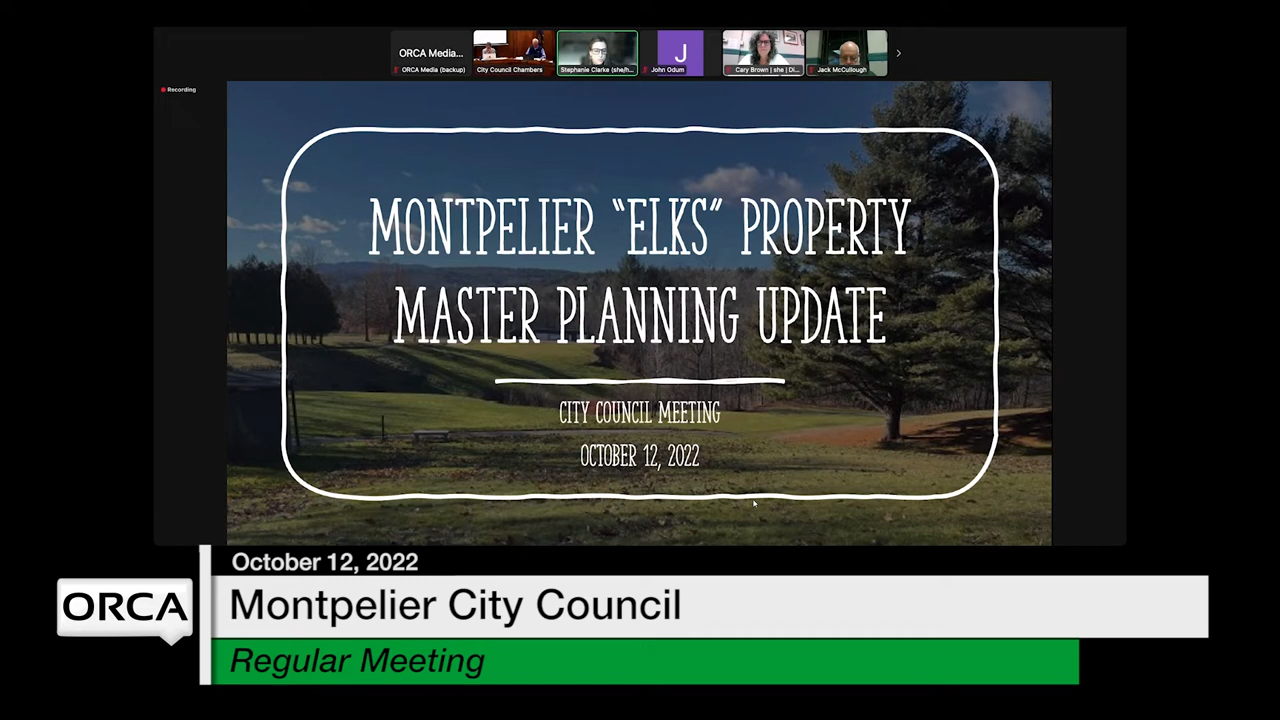 ORCA Media...
ORCA Media (backup)
City Council Chambers
Stephanie Clarke (she/h...
J
John Odum
Cary Brown | she | Di...
Jack McCullough
Recording
MONTPELIER “ELKS” PROPERTY
MASTER PLANNING UPDATE
CITY COUNCIL MEETING
OCTOBER 12, 2022
October 12, 2022
ORCA
Montpelier City Council
Regular Meeting